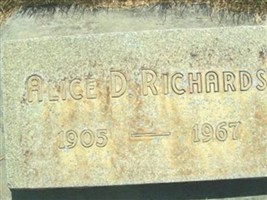 ALICE D. RICHARDS
1905 — 1967